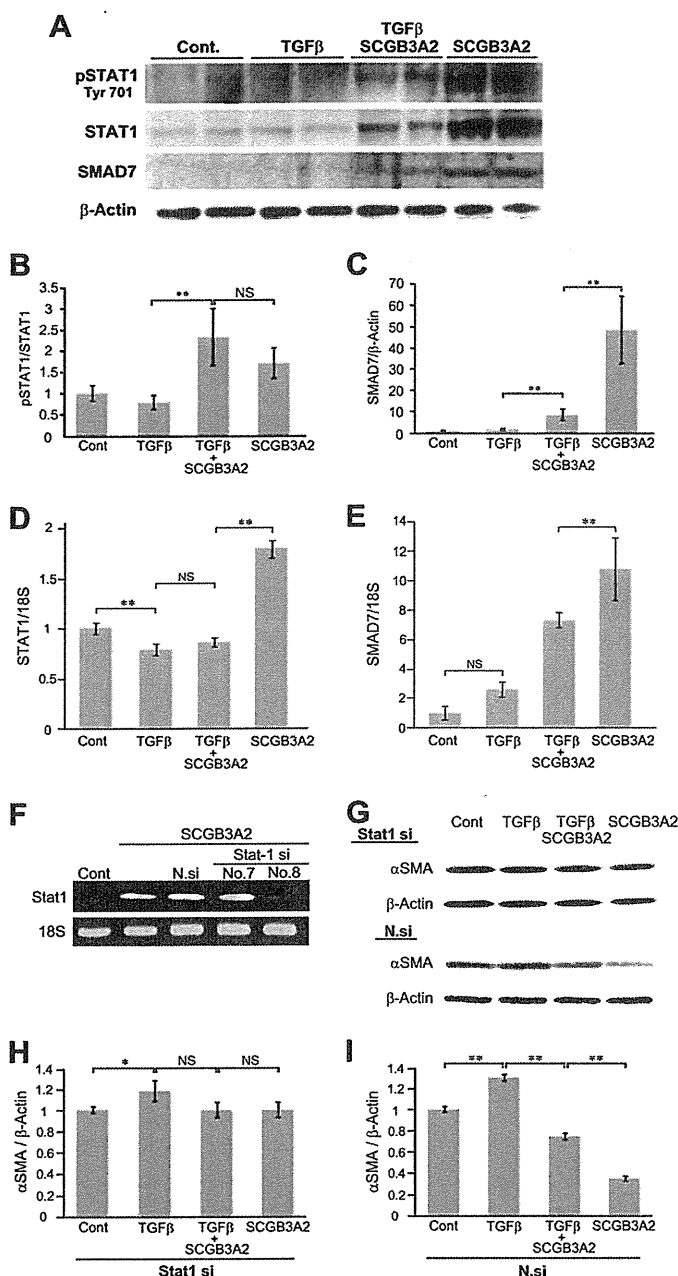 A
Cont. TGFβ TGFβ SCGB3A2 SCGB3A2
pSTAT1
Tyr 701
STAT1
SMAD7
β-Actin
B
pSTAT1/STAT1
3.5
3
2.5
2
1.5
1
0.5
0
** NS
Cont TGFβ TGFβ + SCGB3A2 SCGB3A2
C
SMAD7/β-Actin
70
60
50
40
30
20
10
0
** **
Cont TGFβ TGFβ + SCGB3A2 SCGB3A2
D
STAT1/18S
2
1.5
1
0.5
0
** NS **
Cont TGFβ TGFβ + SCGB3A2 SCGB3A2
E
SMAD7/18S
14
12
10
8
6
4
2
0
NS **
Cont TGFβ TGFβ + SCGB3A2 SCGB3A2
F
SCGB3A2
Stat-1 si
Cont N.si No.7 No.8
Stat1
18S
G
Cont TGFβ TGFβ SCGB3A2 SCGB3A2
Stat1 si
αSMA
β-Actin
N.si
αSMA
β-Actin
H
αSMA / β-Actin
1.4
1.2
1
0.8
0.6
0.4
0.2
0
* NS NS
Cont TGFβ TGFβ + SCGB3A2 SCGB3A2
Stat1 si
I
αSMA / β-Actin
1.4
1.2
1
0.8
0.6
0.4
0.2
0
** ** **
Cont TGFβ TGFβ + SCGB3A2 SCGB3A2
N.si